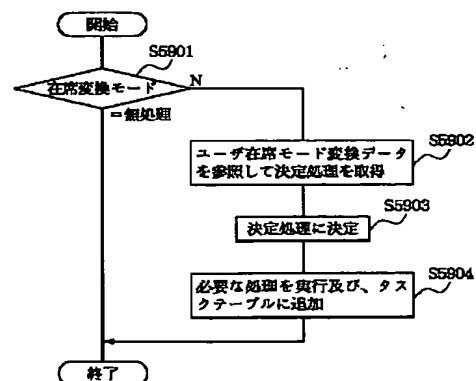 開始
S5901
在席変換モード
N
=無処理
S5902
ユーザ在席モード変換データ
を参照して決定処理を取得
S5903
決定処理に決定
S5904
必要な処理を実行及び、タス
クテーブルに追加
終了